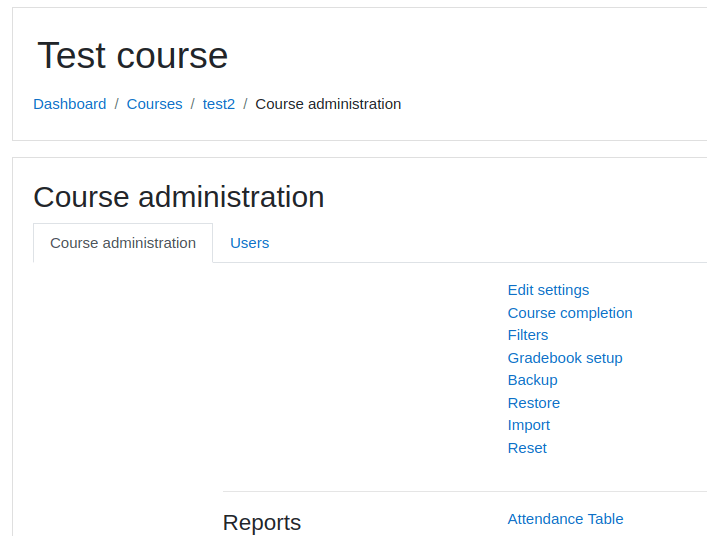 Test course
Dashboard / Courses / test2 / Course administration
Course administration
Course administration Users
Edit settings
Course completion
Filters
Gradebook setup
Backup
Restore
Import
Reset
Reports Attendance Table